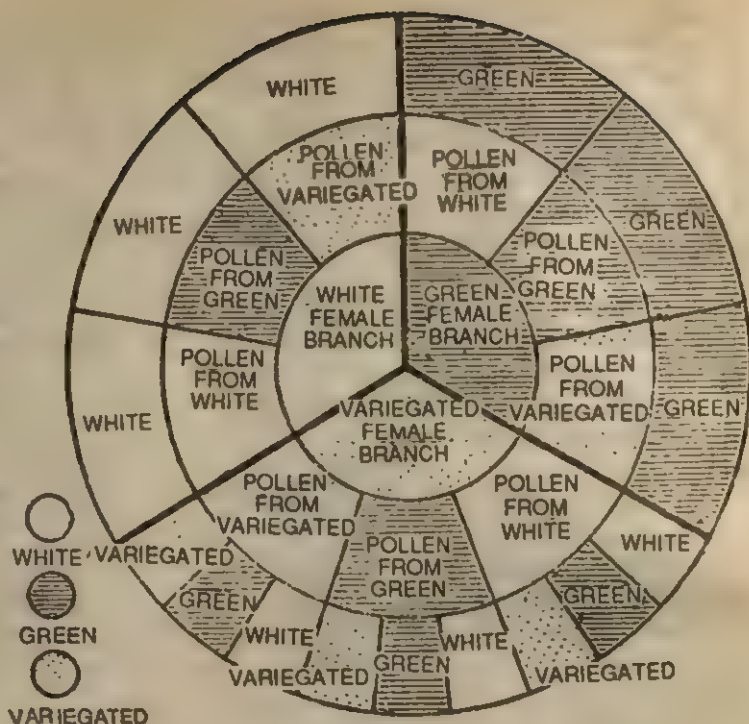 WHITE
GREEN
WHITE
POLLEN
FROM
VARIEGATED
POLLEN
FROM
WHITE
GREEN
POLLEN
FROM
GREEN
WHITE
FEMALE
BRANCH
GREEN
FEMALE
BRANCH
POLLEN
FROM
GREEN
WHITE
POLLEN
FROM
WHITE
VARIEGATED
FEMALE
BRANCH
POLLEN
FROM
VARIEGATED
GREEN
POLLEN
FROM
VARIEGATED
POLLEN
FROM
GREEN
POLLEN
FROM
WHITE
WHITE
VARIEGATED
GREEN
WHITE
VARIEGATED
GREEN
WHITE
VARIEGATED
GREEN
WHITE
GREEN
VARIEGATED